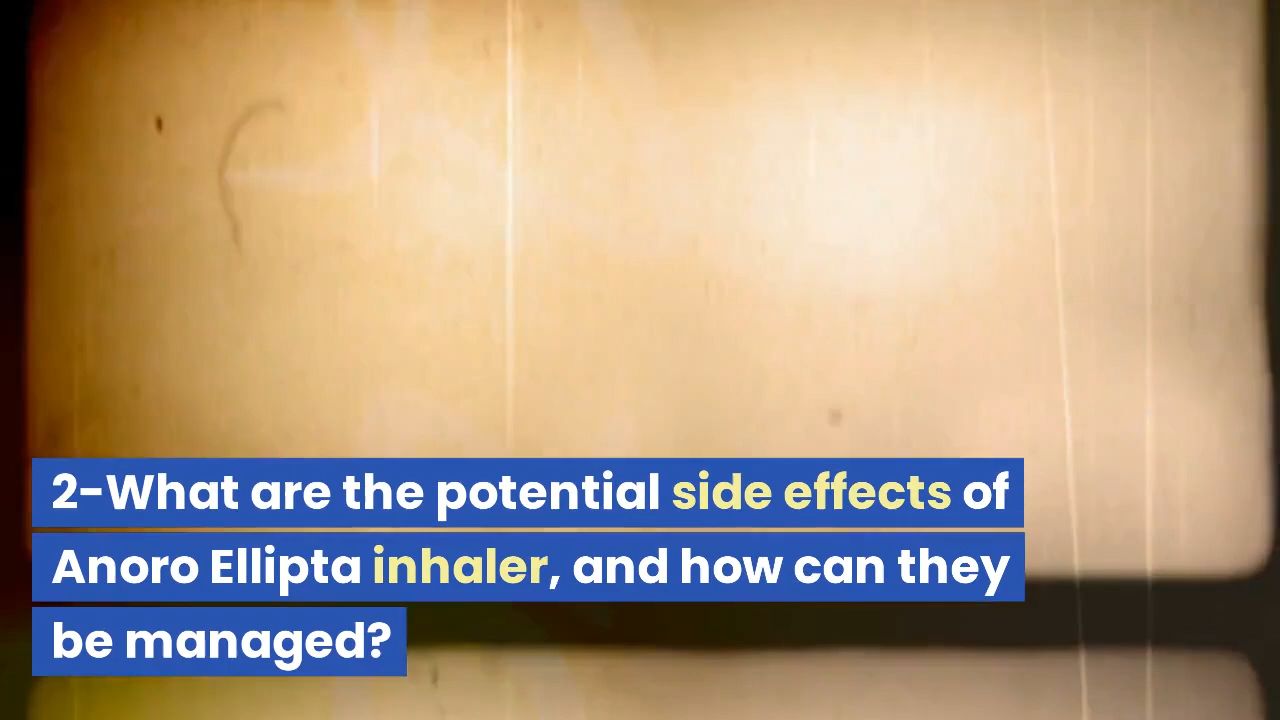 2-What are the potential side effects of
Anoro Ellipta inhaler, and how can they
be managed?